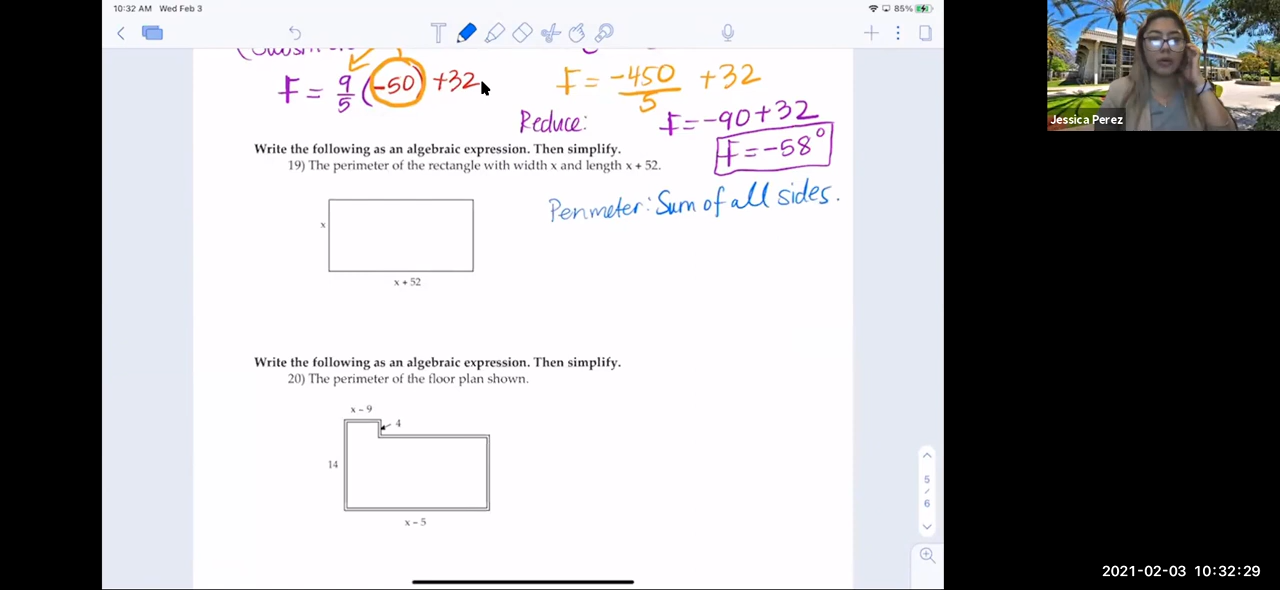 10:32 AM Wed Feb 3
85%
F = 9/5 (-50) +32
F = -450/5 +32
Reduce:
F = -90+32
F = -58°
Write the following as an algebraic expression. Then simplify.
19) The perimeter of the rectangle with width x and length x + 52.
Perimeter: Sum of all sides.
x
x + 52
Write the following as an algebraic expression. Then simplify.
20) The perimeter of the floor plan shown.
x - 9
4
14
x - 5
5
/
6
Jessica Perez
2021-02-03 10:32:29